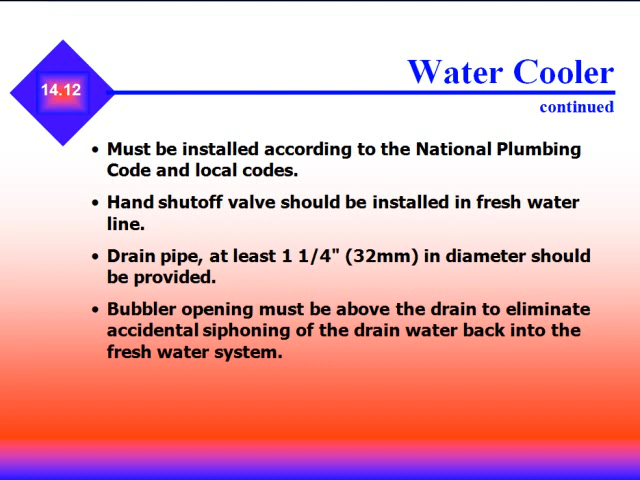 14.12
Water Cooler
continued
• Must be installed according to the National Plumbing
Code and local codes.
• Hand shutoff valve should be installed in fresh water
line.
• Drain pipe, at least 1 1/4" (32mm) in diameter should
be provided.
• Bubbler opening must be above the drain to eliminate
accidental siphoning of the drain water back into the
fresh water system.